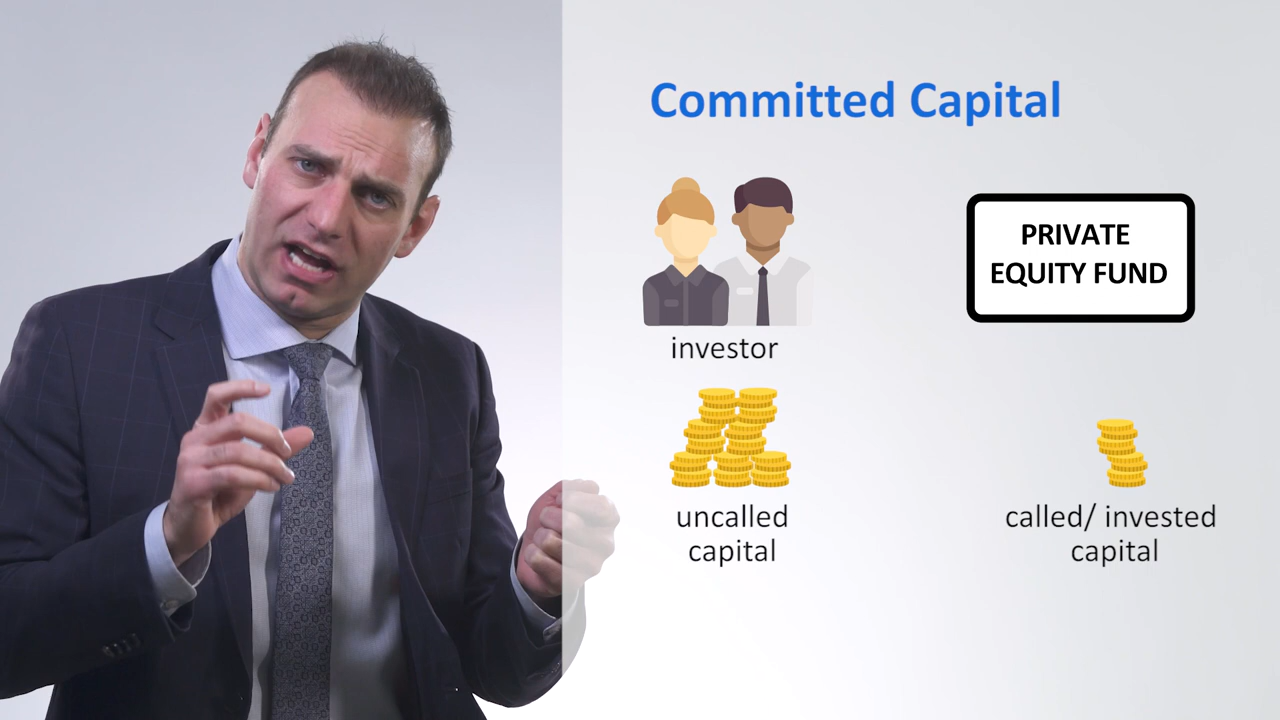 Committed Capital
PRIVATE
EQUITY FUND
investor
uncalled
capital
called/ invested
capital